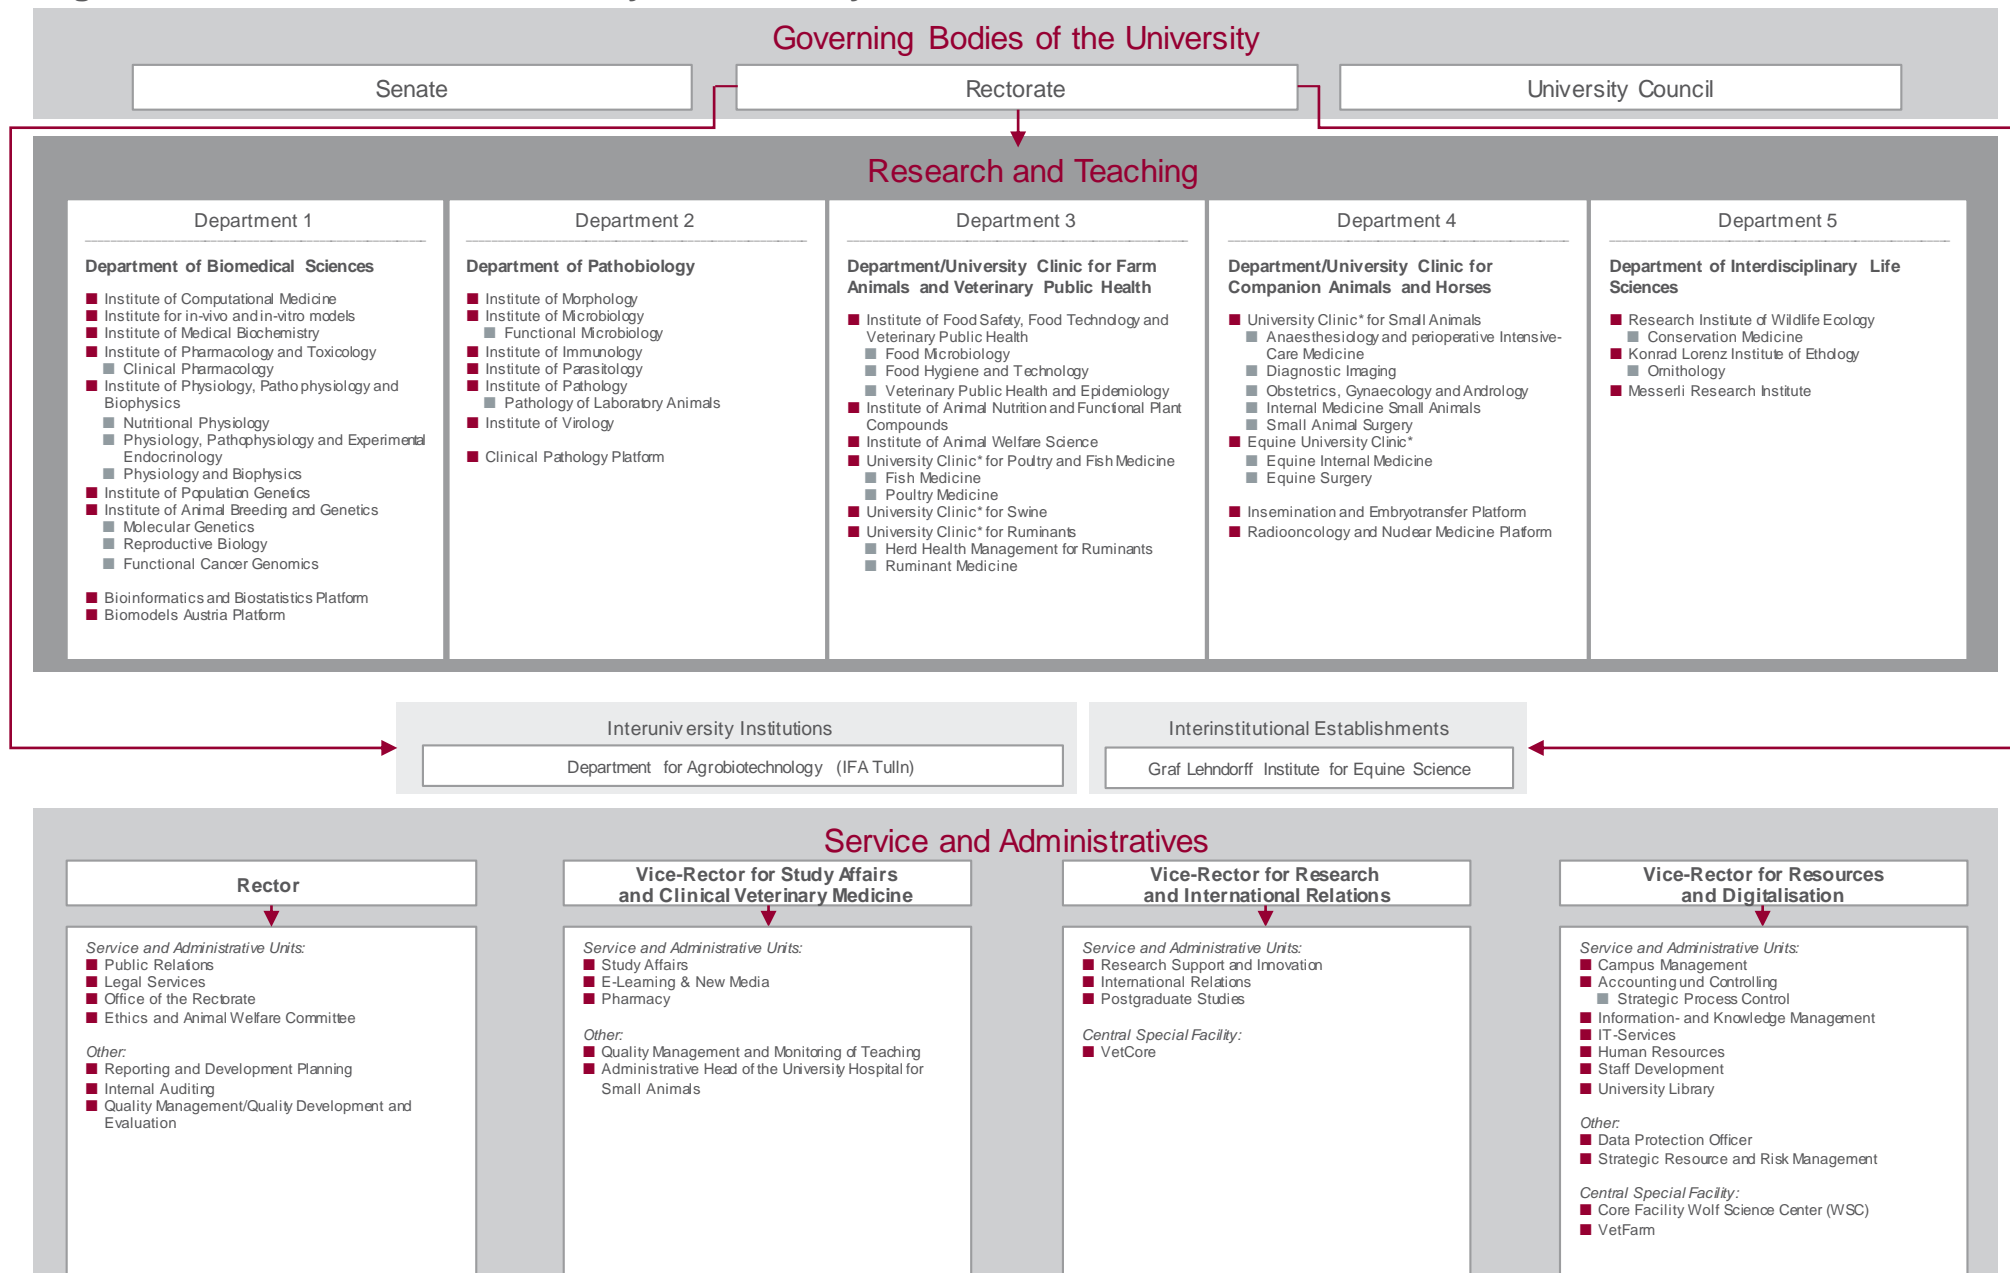 Governing Bodies of the University
Senate
Rectorate
University Council
Research and Teaching
Department 1
Department of Biomedical Sciences
Institute of Computational Medicine
Institute for in-vivo and in-vitro models
Institute of Medical Biochemistry
Institute of Pharmacology and Toxicology
Clinical Pharmacology
Institute of Physiology, Pathophysiology and
Biophysics
Nutritional Physiology
Physiology, Pathophysiology and Experimental
Endocrinology
Physiology and Biophysics
Institute of Population Genetics
Institute of Animal Breeding and Genetics
Molecular Genetics
Reproductive Biology
Functional Cancer Genomics
Bioinformatics and Biostatistics Platform
Biomodels Austria Platform
Department 2
Department of Pathobiology
Institute of Morphology
Institute of Microbiology
Functional Microbiology
Institute of Immunology
Institute of Parasitology
Institute of Pathology
Pathology of Laboratory Animals
Institute of Virology
Clinical Pathology Platform
Department 3
Department/University Clinic for Farm
Animals and Veterinary Public Health
Institute of Food Safety, Food Technology and
Veterinary Public Health
Food Microbiology
Food Hygiene and Technology
Veterinary Public Health and Epidemiology
Institute of Animal Nutrition and Functional Plant
Compounds
Institute of Animal Welfare Science
University Clinic* for Poultry and Fish Medicine
Fish Medicine
Poultry Medicine
University Clinic* for Swine
University Clinic* for Ruminants
Herd Health Management for Ruminants
Ruminant Medicine
Department 4
Department/University Clinic for
Companion Animals and Horses
University Clinic* for Small Animals
Anaesthesiology and perioperative Intensive-
Care Medicine
Diagnostic Imaging
Obstetrics, Gynaecology and Andrology
Internal Medicine Small Animals
Small Animal Surgery
Equine University Clinic*
Equine Internal Medicine
Equine Surgery
Insemination and Embryotransfer Platform
Radiooncology and Nuclear Medicine Platform
Department 5
Department of Interdisciplinary Life
Sciences
Research Institute of Wildlife Ecology
Conservation Medicine
Konrad Lorenz Institute of Ethology
Ornithology
Messerli Research Institute
Interuniversity Institutions
Department for Agrobiotechnology (IFA Tulln)
Interinstitutional Establishments
Graf Lehndorff Institute for Equine Science
Service and Administratives
Rector
Service and Administrative Units:
Public Relations
Legal Services
Office of the Rectorate
Ethics and Animal Welfare Committee
Other:
Reporting and Development Planning
Internal Auditing
Quality Management/Quality Development and
Evaluation
Vice-Rector for Study Affairs
and Clinical Veterinary Medicine
Service and Administrative Units:
Study Affairs
E-Learning & New Media
Pharmacy
Other:
Quality Management and Monitoring of Teaching
Administrative Head of the University Hospital for
Small Animals
Vice-Rector for Research
and International Relations
Service and Administrative Units:
Research Support and Innovation
International Relations
Postgraduate Studies
Central Special Facility:
VetCore
Vice-Rector for Resources
and Digitalisation
Service and Administrative Units:
Campus Management
Accounting und Controlling
Strategic Process Control
Information- and Knowledge Management
IT-Services
Human Resources
Staff Development
University Library
Other:
Data Protection Officer
Strategic Resource and Risk Management
Central Special Facility:
Core Facility Wolf Science Center (WSC)
VetFarm